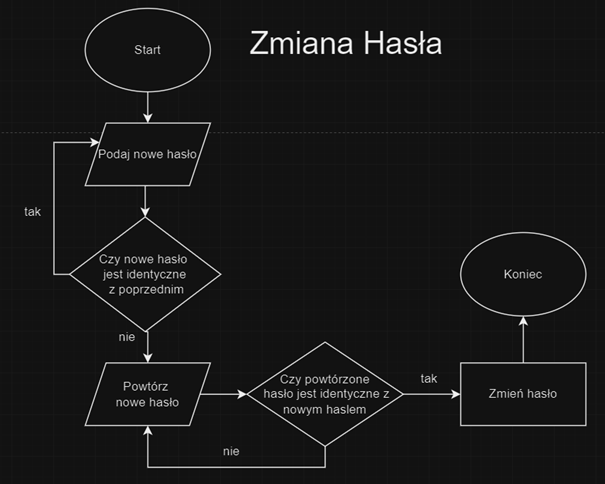 Start
Zmiana Hasła
Podaj nowe hasło
tak
Czy nowe hasło
jest identyczne
z poprzednim
nie
Powtórz
nowe hasło
Czy powtórzone
hasło jest identyczne z
nowym haslem
tak
Zmień hasło
Koniec
nie